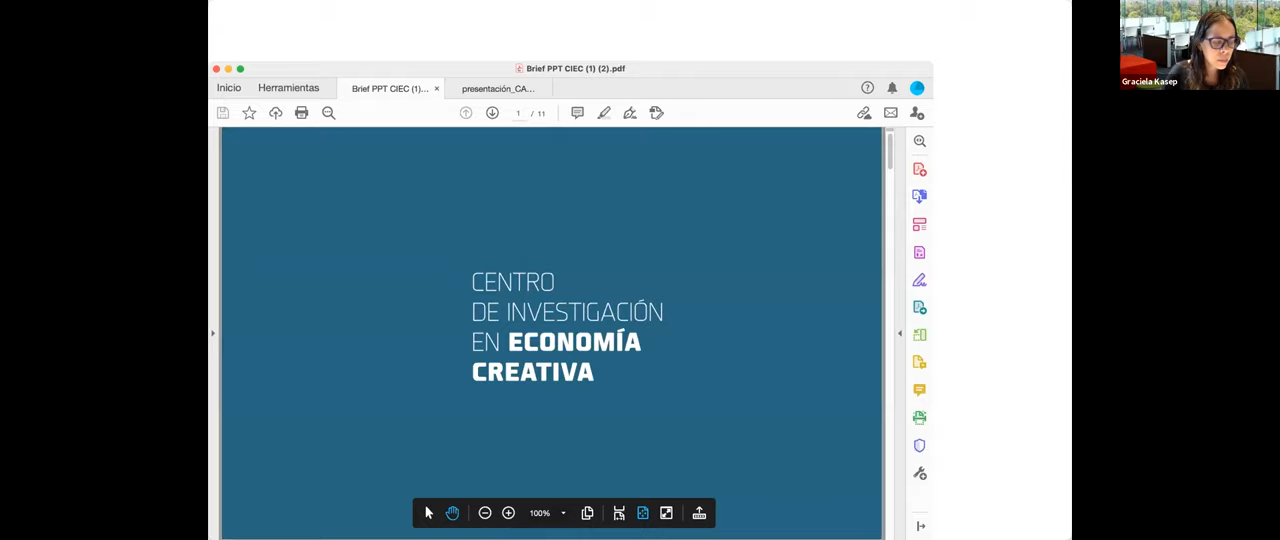 Brief PPT CIEC (1) (2).pdf
Inicio
Herramientas
Brief PPT CIEC (1)... ×
presentación_CA...
1 / 11
CENTRO
DE INVESTIGACIÓN
EN ECONOMÍA
CREATIVA
100%
Graciela Kasep